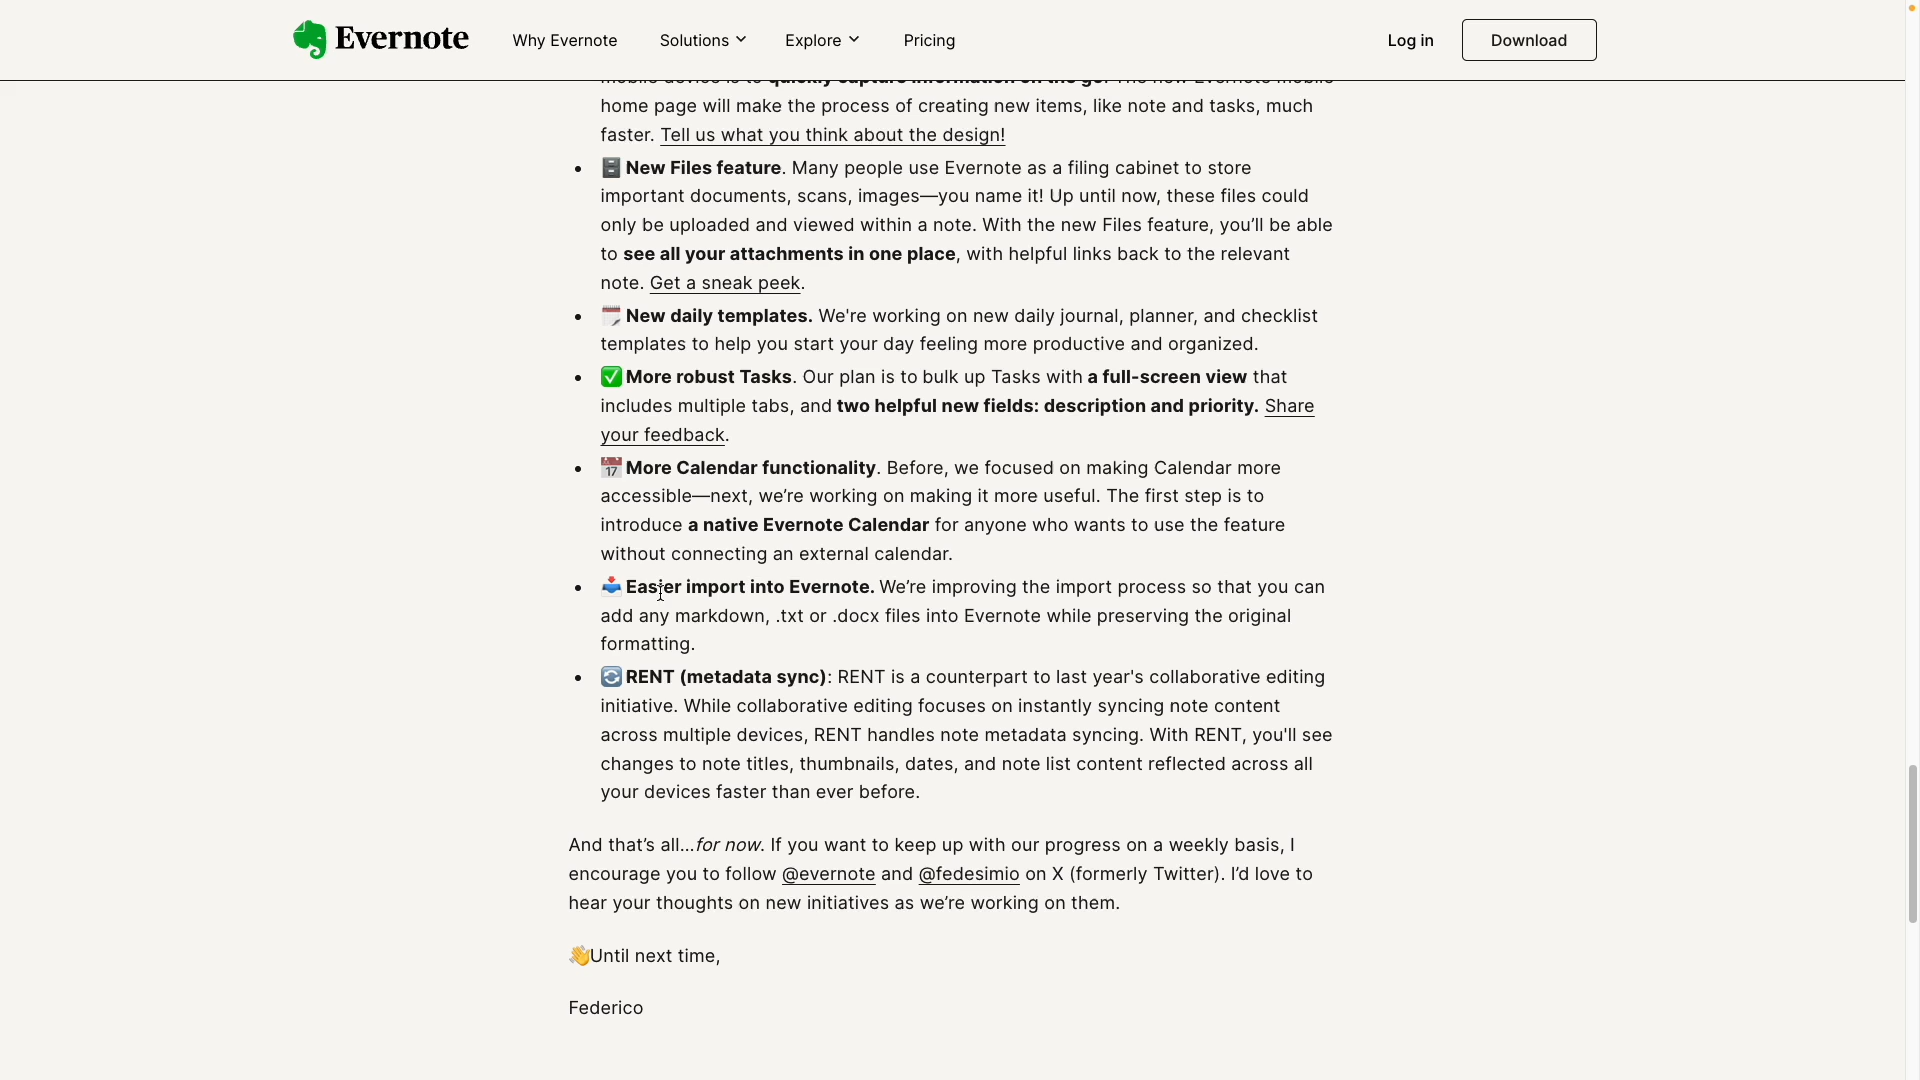 Evernote
Why Evernote
Solutions
Explore
Pricing
Log in
Download
mobile device is to quickly capture information on the go. The new Evernote mobile
home page will make the process of creating new items, like note and tasks, much
faster. Tell us what you think about the design!
New Files feature. Many people use Evernote as a filing cabinet to store
important documents, scans, images—you name it! Up until now, these files could
only be uploaded and viewed within a note. With the new Files feature, you’ll be able
to see all your attachments in one place, with helpful links back to the relevant
note. Get a sneak peek.
New daily templates. We're working on new daily journal, planner, and checklist
templates to help you start your day feeling more productive and organized.
More robust Tasks. Our plan is to bulk up Tasks with a full-screen view that
includes multiple tabs, and two helpful new fields: description and priority. Share
your feedback.
17 More Calendar functionality. Before, we focused on making Calendar more
accessible—next, we’re working on making it more useful. The first step is to
introduce a native Evernote Calendar for anyone who wants to use the feature
without connecting an external calendar.
Easier import into Evernote. We’re improving the import process so that you can
add any markdown, .txt or .docx files into Evernote while preserving the original
formatting.
RENT (metadata sync): RENT is a counterpart to last year's collaborative editing
initiative. While collaborative editing focuses on instantly syncing note content
across multiple devices, RENT handles note metadata syncing. With RENT, you'll see
changes to note titles, thumbnails, dates, and note list content reflected across all
your devices faster than ever before.
And that’s all…for now. If you want to keep up with our progress on a weekly basis, I
encourage you to follow @evernote and @fedesimio on X (formerly Twitter). I’d love to
hear your thoughts on new initiatives as we’re working on them.
👋Until next time,
Federico